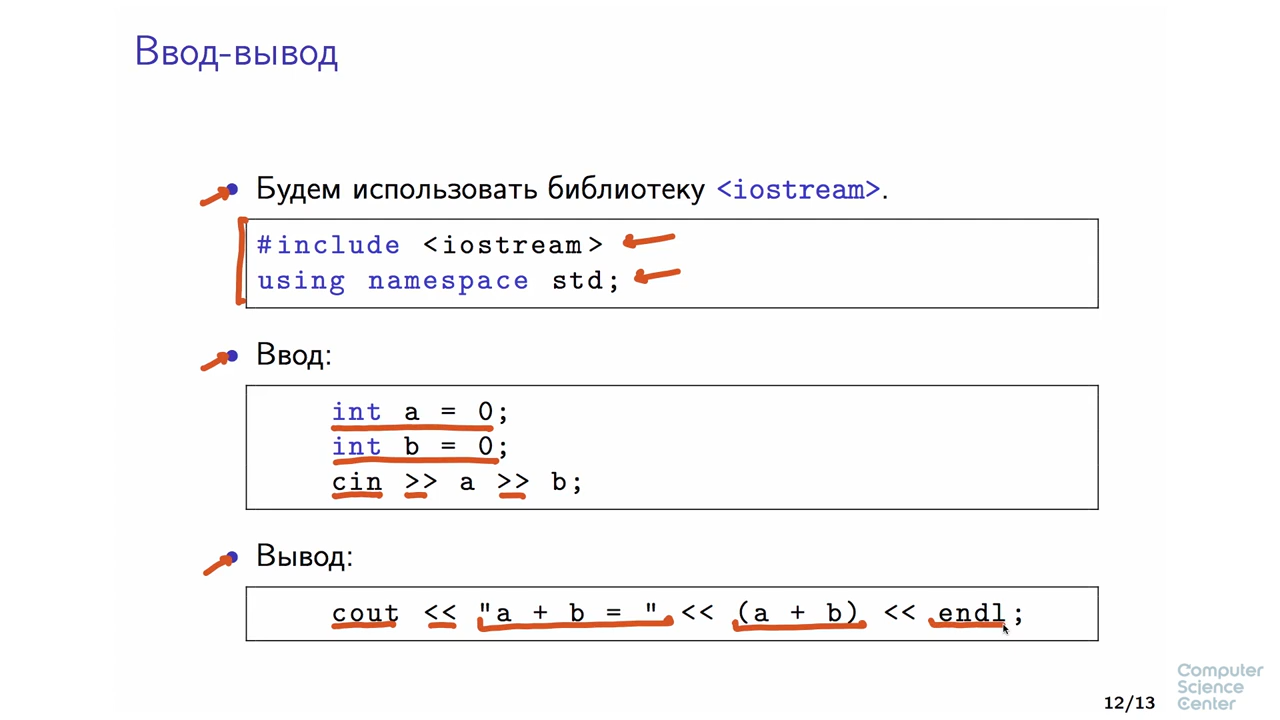 Ввод-вывод
Будем использовать библиотеку <iostream>.
#include <iostream>
using namespace std;
Ввод:
int a = 0;
int b = 0;
cin >> a >> b;
Вывод:
cout << "a + b = " << (a + b) << endl;
12/13
Computer
Science
Center